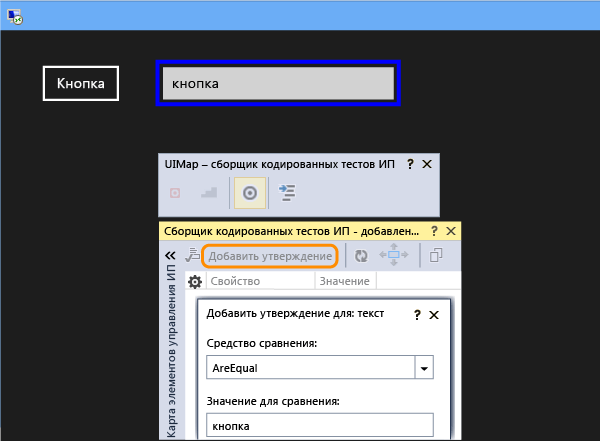 Кнопка
кнопка
UIMap – сборщик кодированных тестов ИП ?
Сборщик кодированных тестов ИП - добавлен... ?
Добавить утверждение
Карта элементов управления ИП
Свойство Значение
Добавить утверждение для: текст ?
Средство сравнения:
AreEqual
Значение для сравнения:
кнопка